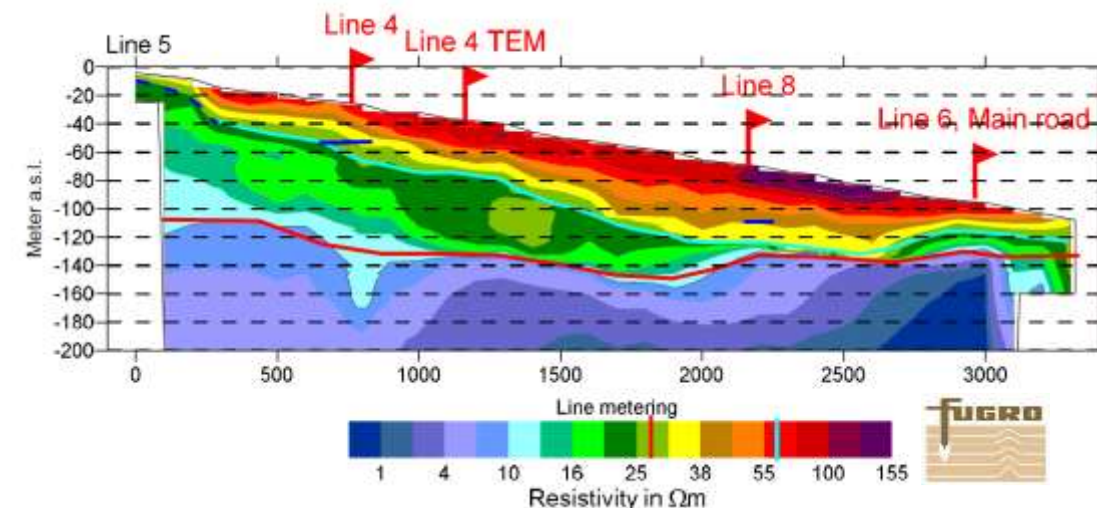 Line 5
Line 4
Line 4 TEM
Line 8
Line 6, Main road
Meter a.s.l.
0
-20
-40
-60
-80
-100
-120
-140
-160
-180
-200
0 500 1000 1500 2000 2500 3000
Line metering
1 4 10 16 25 38 55 100 155
Resistivity in Ωm
FUGRO